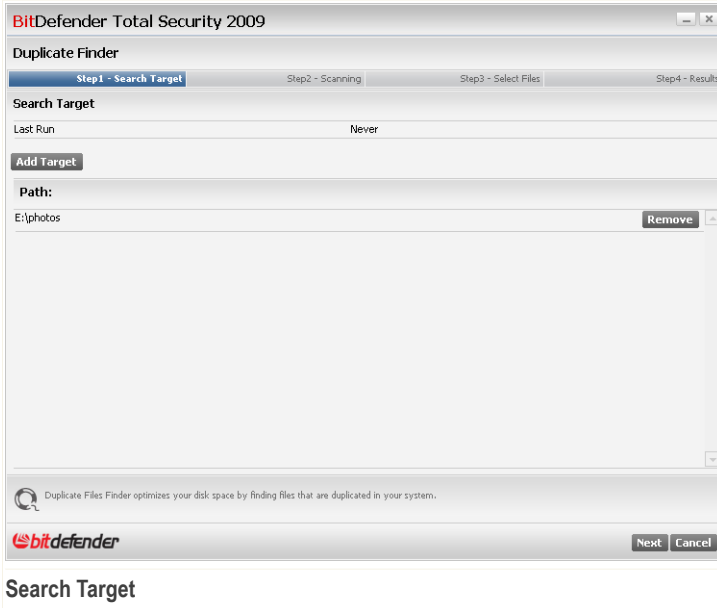 BitDefender Total Security 2009
Duplicate Finder
Step1 - Search Target
Step2 - Scanning
Step3 - Select Files
Step4 - Results
Search Target
Last Run Never
Add Target
Path:
E:\photos Remove
Duplicate Files Finder optimizes your disk space by finding files that are duplicated in your system.
bitdefender
Next Cancel
Search Target